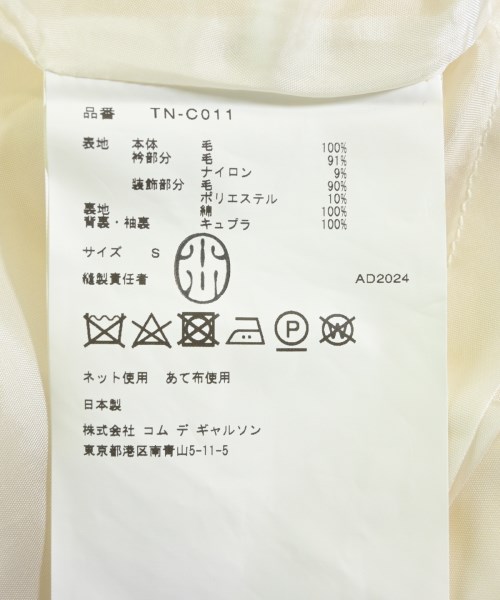 品番 TN-C011
表地 本体 毛 100%
衿部分 毛 91%
ナイロン 9%
装飾部分 毛 90%
ポリエステル 10%
裏地 綿 100%
背裏・袖裏 キュプラ 100%
サイズ S
縫製責任者 AD2024
P W
ネット使用 あて布使用
日本製
株式会社 コム デ ギャルソン
東京都港区南青山5-11-5